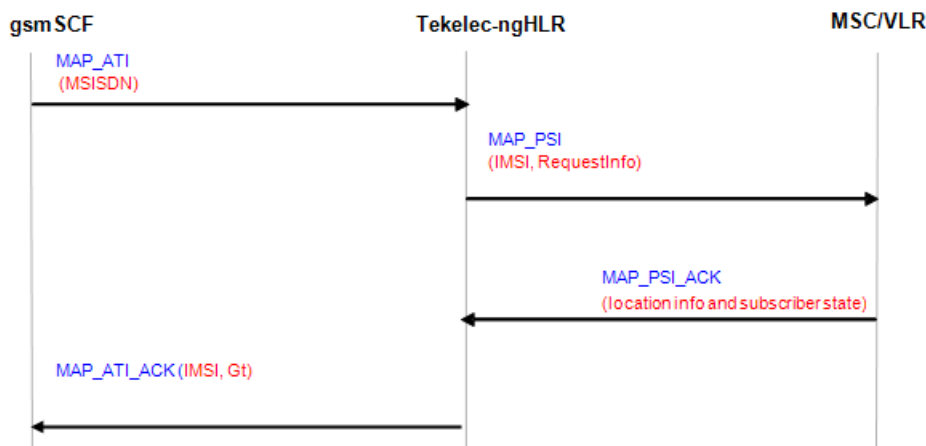 gsmSCF Tekelec-ngHLR MSC/VLR
MAP_ATI
(MSISDN)
MAP_PSI
(IMSI, RequestInfo)
MAP_PSI_ACK
(location info and subscriber state)
MAP_ATI_ACK (IMSI, Gt)